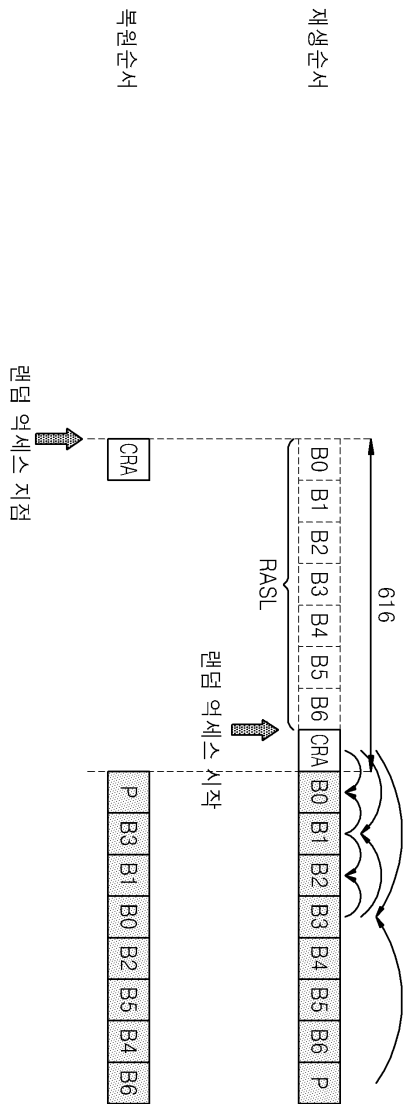 616
재생순서
B0 B1 B2 B3 B4 B5 B6 CRA B0 B1 B2 B3 B4 B5 B6 P
RASL
랜덤 억세스 시작
복원순서
CRA P B3 B1 B0 B2 B5 B4 B6
랜덤 억세스 지점